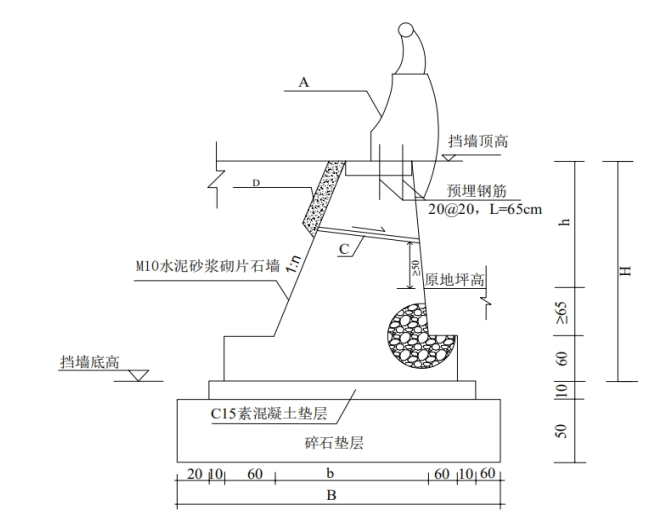 A
挡墙顶高
D
预埋钢筋
20@20，L=65cm
h
C
M10水泥砂浆砌片石墙
1:n
≥50
原地坪高
H
≥65
挡墙底高
60
10
C15素混凝土垫层
碎石垫层
50
20 10 60 b 60 10 60
B